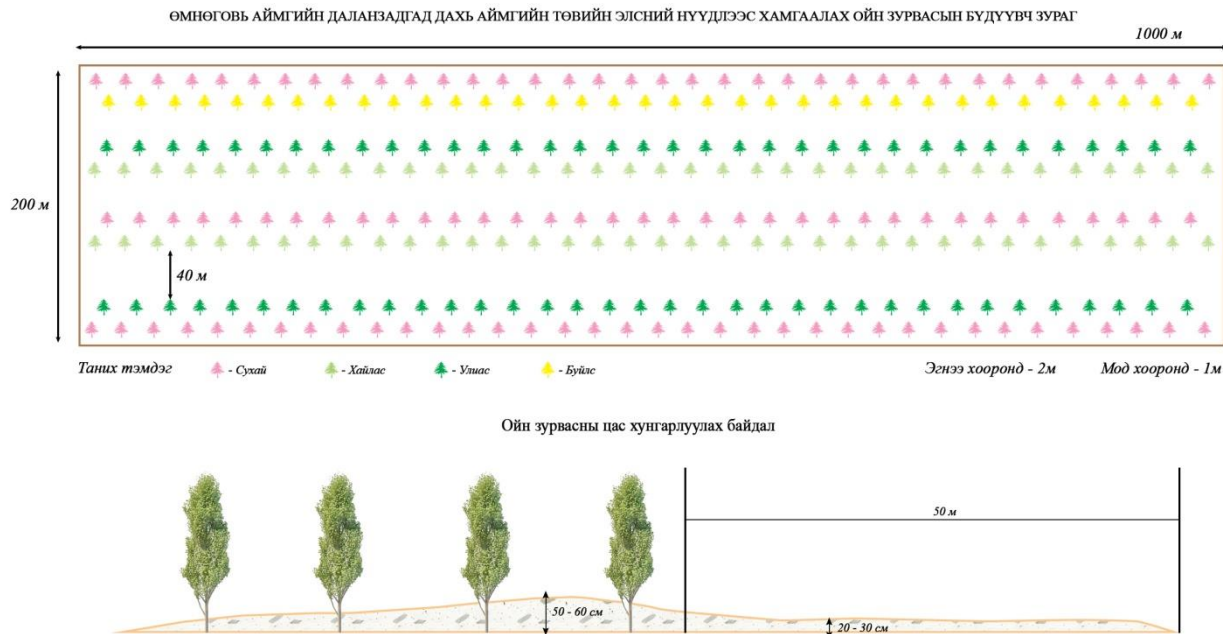 ӨМНӨГОВЬ АЙМГИЙН ДАЛАНЗАДГАД ДАХЬ АЙМГИЙН ТӨВИЙН ЭЛСНИЙ НҮҮДЛЭЭС ХАМГААЛАХ ОЙН ЗУРВАСЫН БҮДҮҮВЧ ЗУРАГ
1000 м
200 м
40 м
Таних тэмдэг - Сухай - Хайлас - Улиас - Буйлс Эгнээ хооронд - 2м Мод хооронд - 1м
Ойн зурвасны цас хунгарлуулах байдал
50 м
50 - 60 см
20 - 30 см